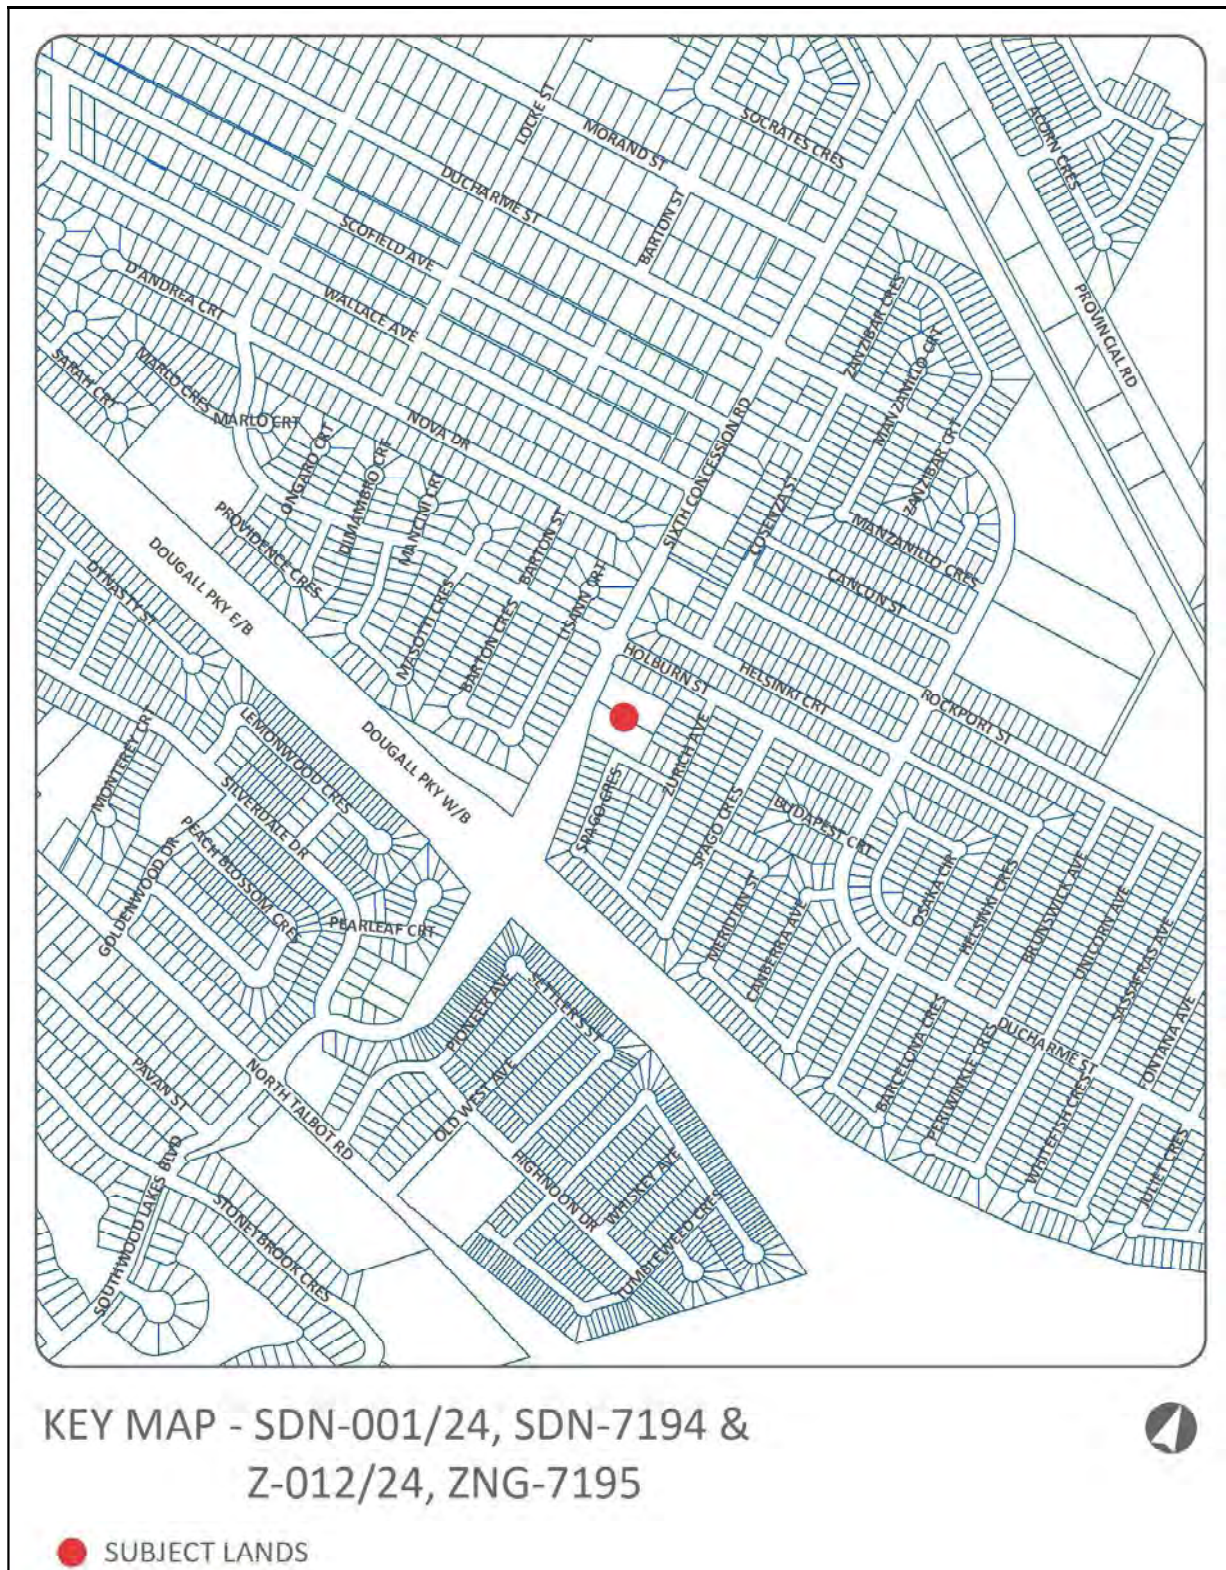 LOCKE ST
MORAND ST
SOCRATES CRES
ACORN CRES
DUCHARME ST
BARTON ST
SCOFIELD AVE
D'ANDREA CRT
WALLACE AVE
ZANZIBAR CRES
PROVINCIAL RD
MANZANILLO CRT
SARAH CRT
MARLO CRES
MARLO CRT
NOVA DR
SIXTH CONCESSION RD
ONGARO CRT
DIMAMBRO CRT
MANCINI CRT
ZANZIBAR CRT
COSENZA ST
MANZANILLO CRES
PROVIDENCE CRES
BARTON ST
CANCUN ST
DOUGALL PKY E/B
DYNASTY ST
MASOTTI CRES
BARTON CRES
LISANN CRT
HOLBURN ST
HELSINKI CRT
ROCKPORT ST
MONTEREY CRT
LEMONWOOD CRES
DOUGALL PKY W/B
ZURICH AVE
SILVERDALE DR
SPAGO CRES
SPAGO CRES
BUDAPEST CRT
PEACH BLOSSOM CRES
GOLDENWOOD DR
PEARLEAF CRT
MERIDIAN ST
CANBERRA AVE
OSAKA CIR
HELSINKI CRES
BRUNSWICK AVE
UNICORN AVE
SASSAFRAS AVE
PIONEER AVE
SETTLERS ST
BARCELONA CRES
PERIWINKLE CRES
DUCHARME ST
FONTANA AVE
PAVAN ST
NORTH TALBOT RD
OLD WEST AVE
WHITEFISH CRES
JULIET CRES
HIGHNOON DR
WHISKEY AVE
TUMBLEWEED CRES
SOUTHWOOD LAKES BLVD
STONEYBROOK CRES
KEY MAP - SDN-001/24, SDN-7194 &
Z-012/24, ZNG-7195
SUBJECT LANDS